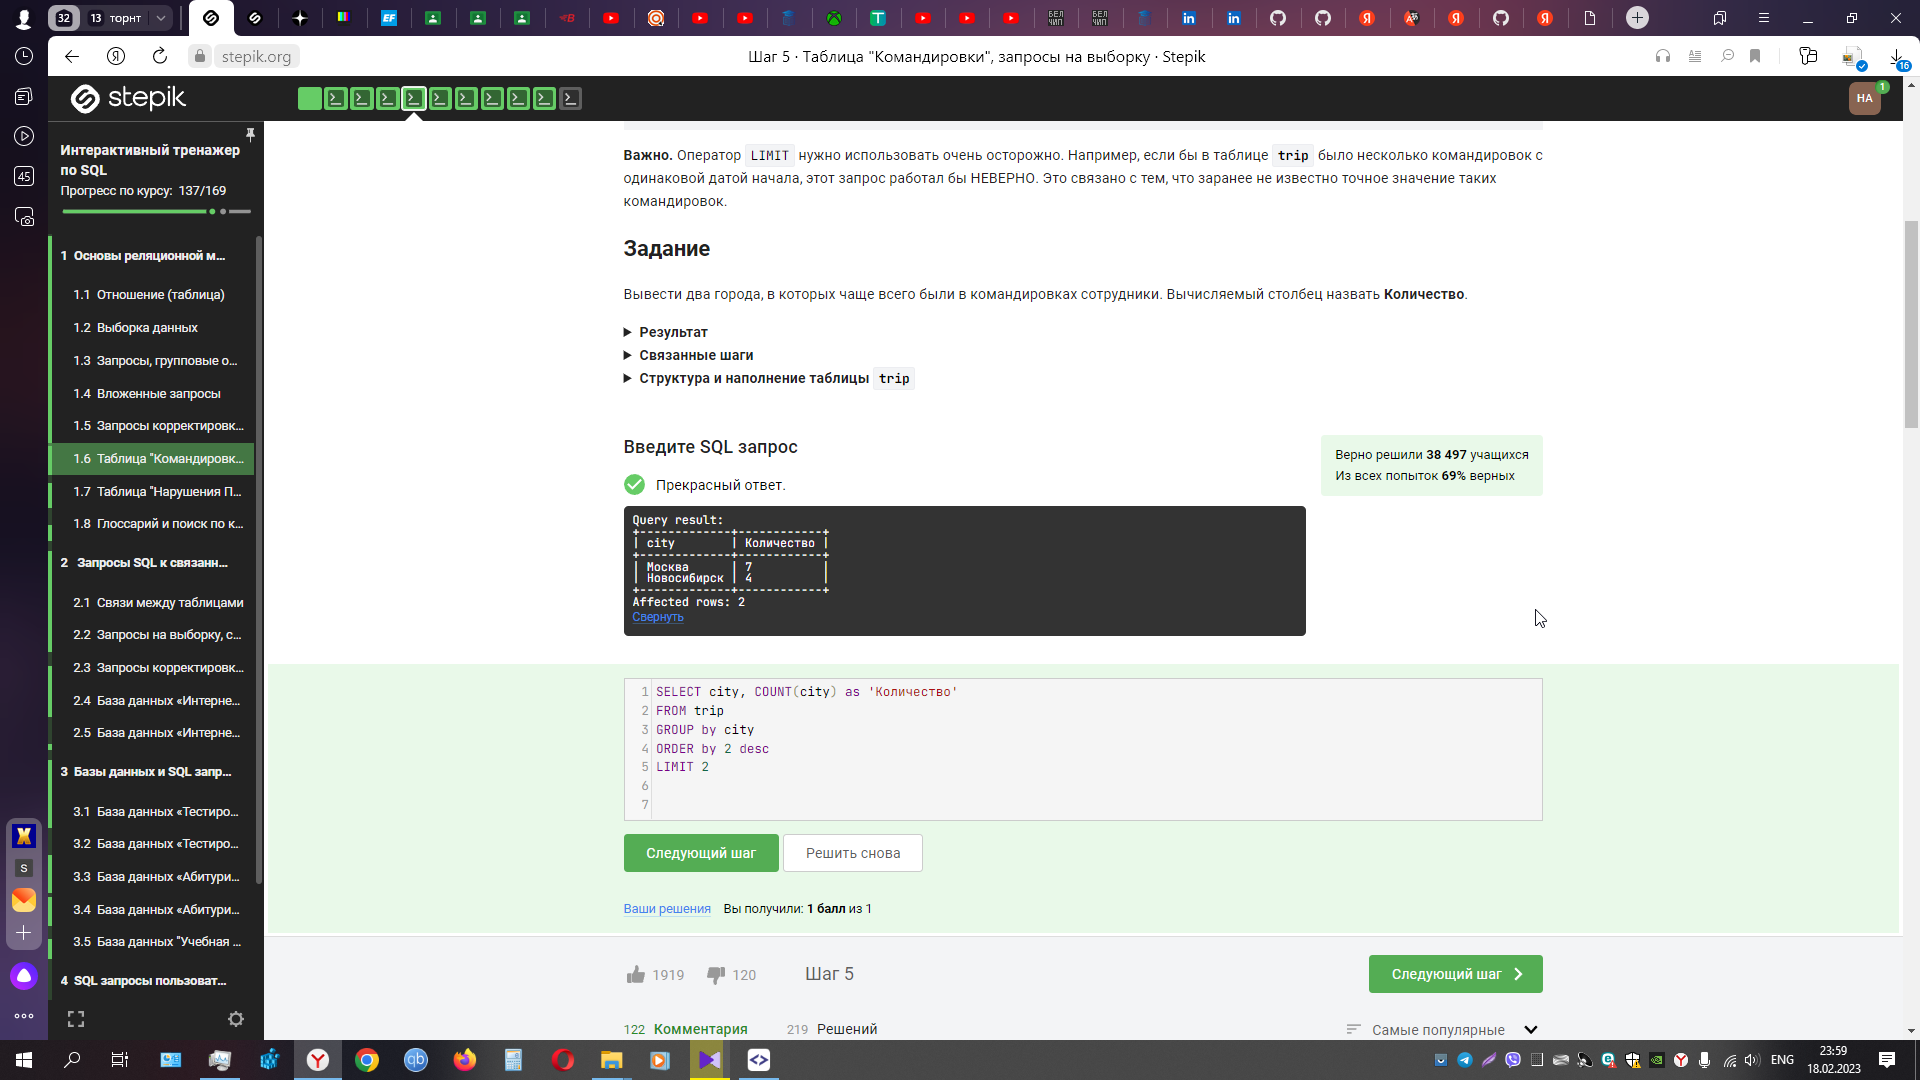 32
13 торнт
EF
БЕЛ ЧИП
БЕЛ ЧИП
stepik.org
Шаг 5 · Таблица "Командировки", запросы на выборку · Stepik
16
stepik
НА
1
45
Интерактивный тренажер по SQL
Прогресс по курсу: 137/169
1 Основы реляционной м...
1.1 Отношение (таблица)
1.2 Выборка данных
1.3 Запросы, групповые о...
1.4 Вложенные запросы
1.5 Запросы корректировк...
1.6 Таблица "Командировк...
1.7 Таблица "Нарушения П...
1.8 Глоссарий и поиск по к...
2 Запросы SQL к связанн...
2.1 Связи между таблицами
2.2 Запросы на выборку, с...
2.3 Запросы корректировк...
2.4 База данных «Интерне...
2.5 База данных «Интерне...
3 Базы данных и SQL запр...
3.1 База данных «Тестиро...
3.2 База данных «Тестиро...
3.3 База данных «Абитури...
3.4 База данных «Абитури...
3.5 База данных "Учебная ...
4 SQL запросы пользоват...
Важно. Оператор LIMIT нужно использовать очень осторожно. Например, если бы в таблице trip было несколько командировок с
одинаковой датой начала, этот запрос работал бы НЕВЕРНО. Это связано с тем, что заранее не известно точное значение таких
командировок.
Задание
Вывести два города, в которых чаще всего были в командировках сотрудники. Вычисляемый столбец назвать Количество.
Результат
Связанные шаги
Структура и наполнение таблицы trip
Введите SQL запрос
Верно решили 38 497 учащихся
Из всех попыток 69% верных
Прекрасный ответ.
Query result:
+-------------+------------+
| city | Количество |
+-------------+------------+
| Москва | 7 |
| Новосибирск | 4 |
+-------------+------------+
Affected rows: 2
Свернуть
1 SELECT city, COUNT(city) as 'Количество'
2 FROM trip
3 GROUP by city
4 ORDER by 2 desc
5 LIMIT 2
6
7
Следующий шаг
Решить снова
Ваши решения Вы получили: 1 балл из 1
1919 120 Шаг 5
Следующий шаг
122 Комментария 219 Решений
Самые популярные
S
ENG
23:59
18.02.2023